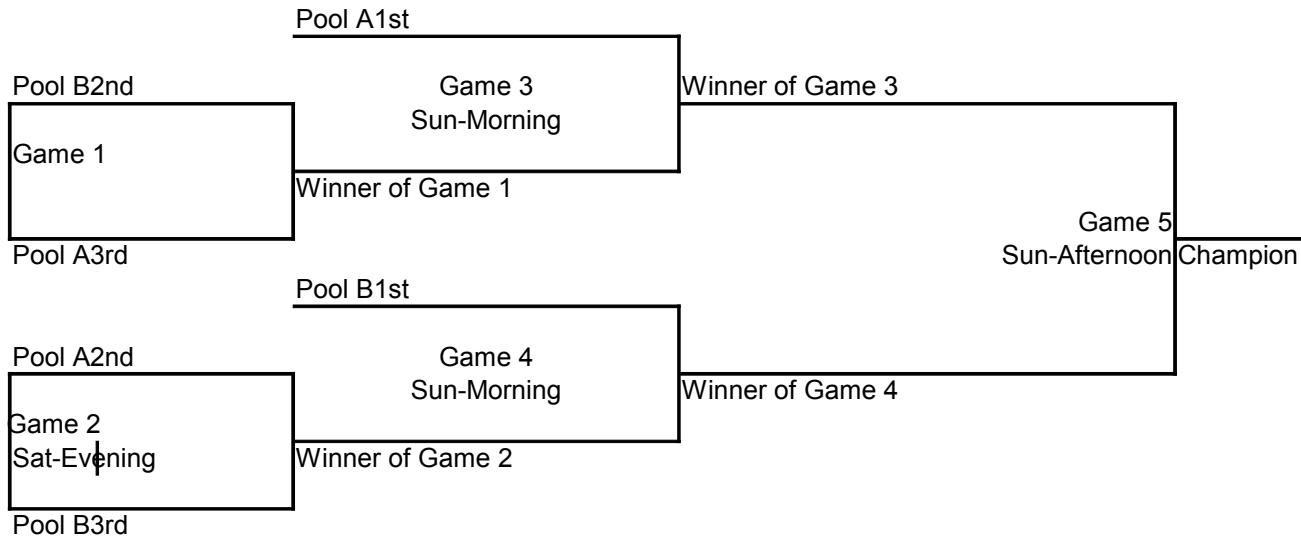 Pool A1st
Pool B2nd
Game 3
Winner of Game 3
Sun-Morning
Game 1
Winner of Game 1
Game 5
Pool A3rd
Sun-Afternoon
Champion
Pool B1st
Pool A2nd
Game 4
Sun-Morning
Winner of Game 4
Game 2
Sat-Evening
Winner of Game 2
Pool B3rd